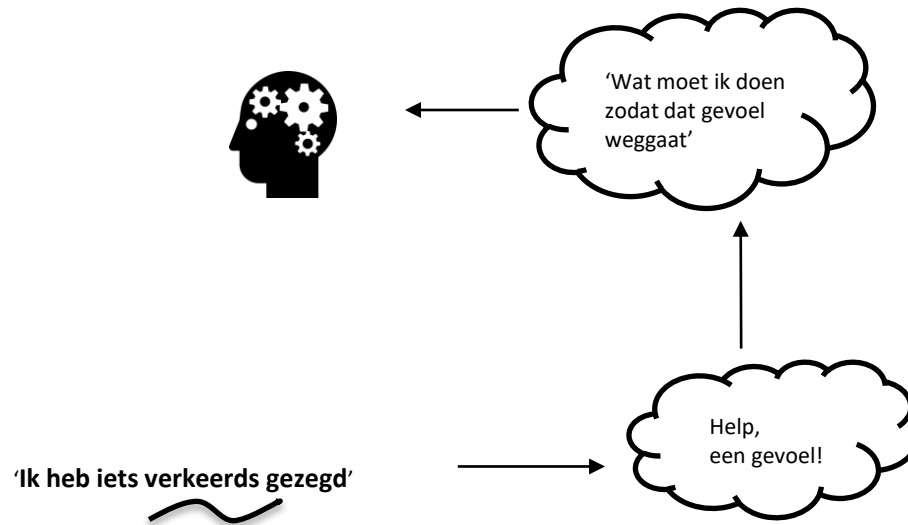 ‘Wat moet ik doen
zodat dat gevoel
weggaat’
Help,
een gevoel!
‘Ik heb iets verkeerds gezegd’